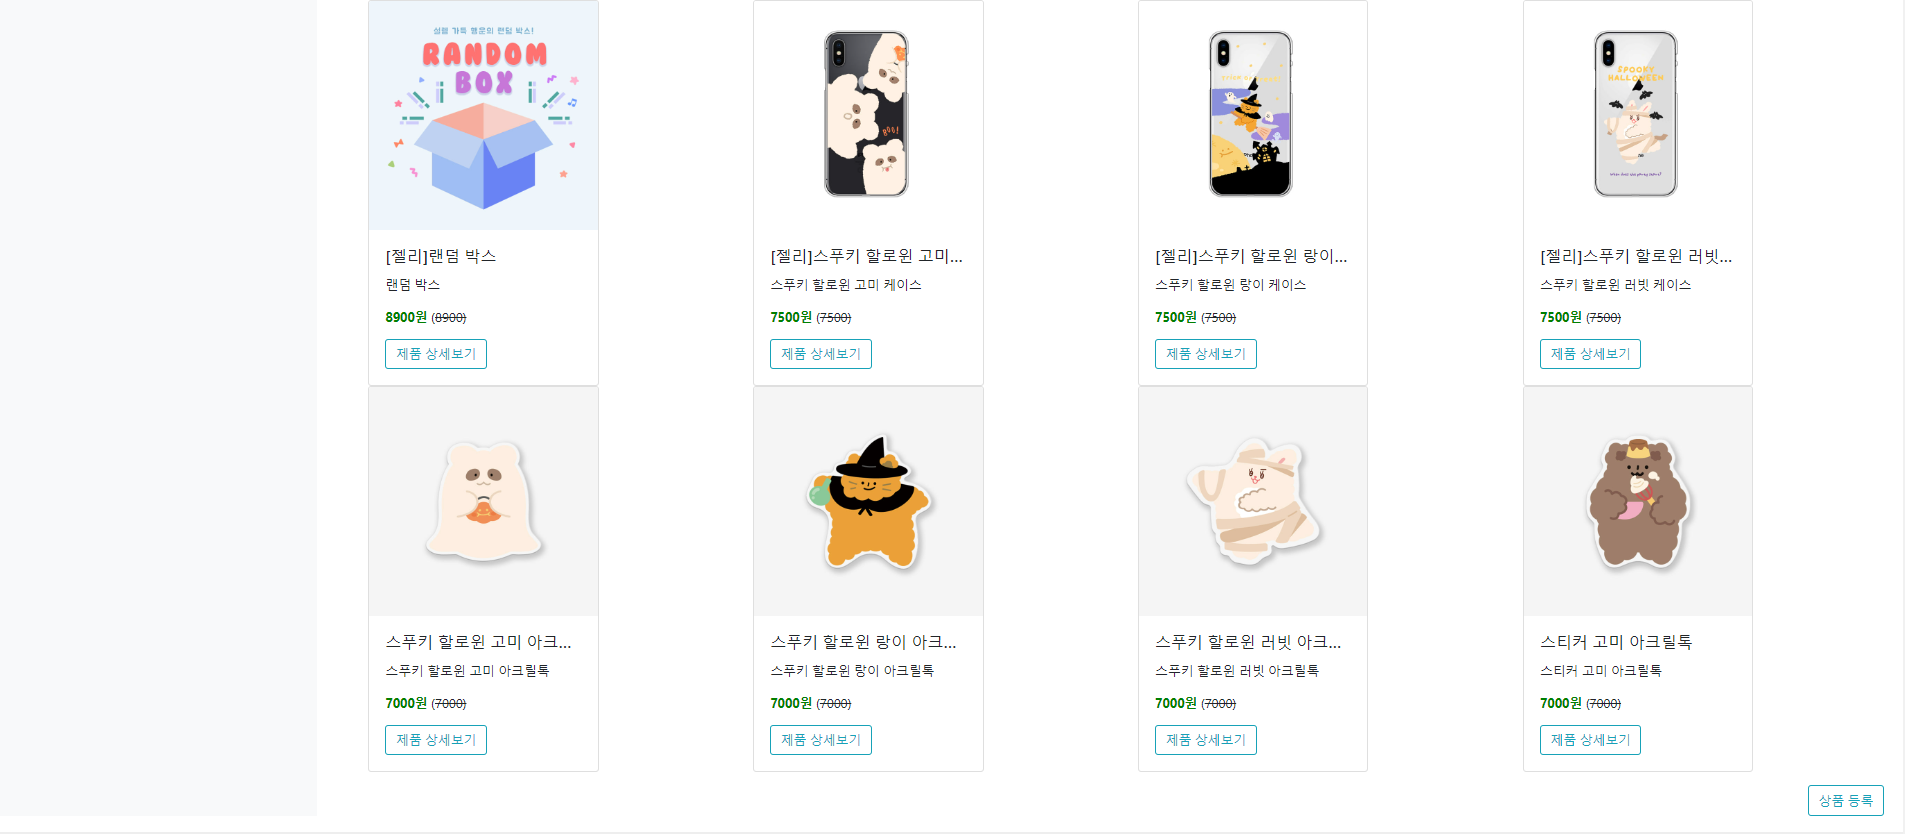 설렘 가득 행운의 랜덤 박스!
RANDOM
BOX
BOO!
SPOOKY
HALLOWEEN
[젤리]랜덤 박스
랜덤 박스
8900원 (8900)
제품 상세보기
[젤리]스푸키 할로윈 고미...
스푸키 할로윈 고미 케이스
7500원 (7500)
제품 상세보기
[젤리]스푸키 할로윈 랑이...
스푸키 할로윈 랑이 케이스
7500원 (7500)
제품 상세보기
[젤리]스푸키 할로윈 러빗...
스푸키 할로윈 러빗 케이스
7500원 (7500)
제품 상세보기
스푸키 할로윈 고미 아크...
스푸키 할로윈 고미 아크릴톡
7000원 (7000)
제품 상세보기
스푸키 할로윈 랑이 아크...
스푸키 할로윈 랑이 아크릴톡
7000원 (7000)
제품 상세보기
스푸키 할로윈 러빗 아크...
스푸키 할로윈 러빗 아크릴톡
7000원 (7000)
제품 상세보기
스티커 고미 아크릴톡
스티커 고미 아크릴톡
7000원 (7000)
제품 상세보기
상품 등록